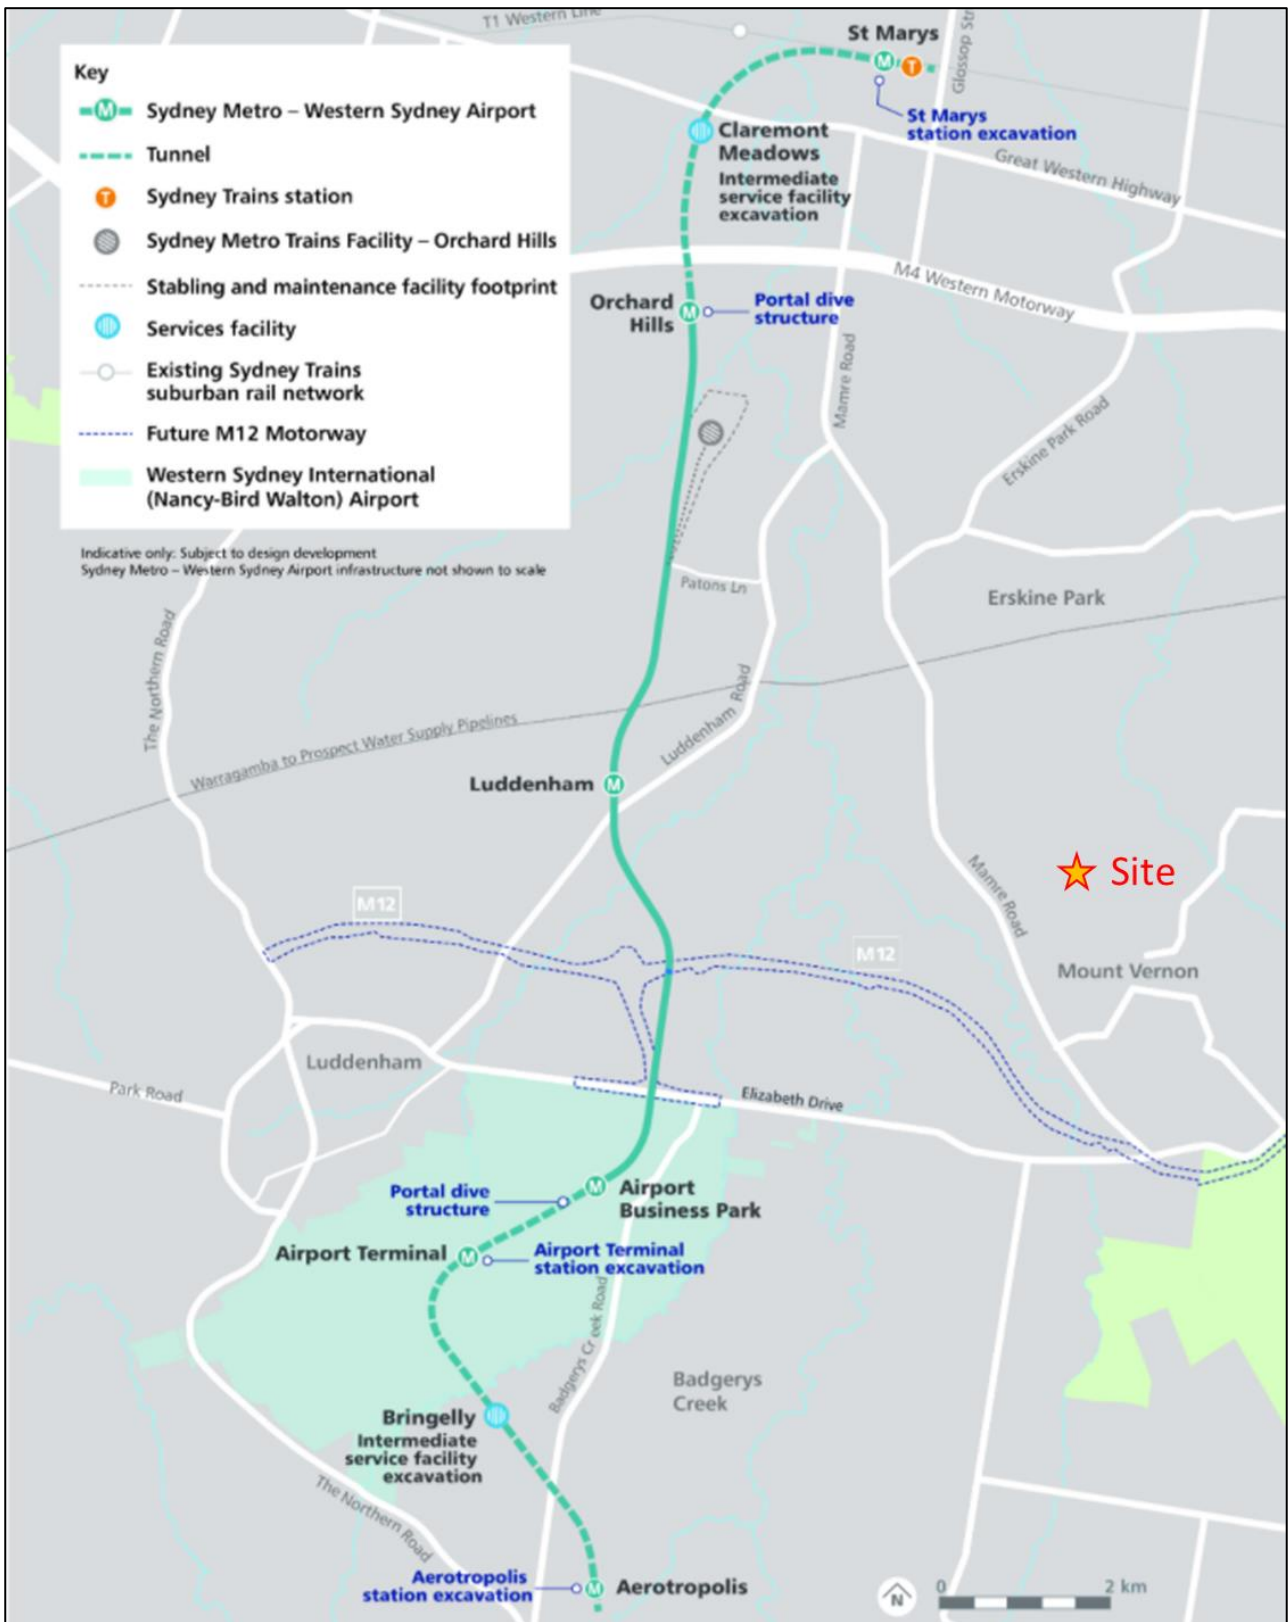 T1 Western Line
St Marys
M
T
Glossop Str
Key
M
Sydney Metro – Western Sydney Airport
Tunnel
T
Sydney Trains station
Sydney Metro Trains Facility – Orchard Hills
Stabling and maintenance facility footprint
Services facility
Existing Sydney Trains
suburban rail network
Future M12 Motorway
Western Sydney International
(Nancy-Bird Walton) Airport
Indicative only: Subject to design development
Sydney Metro – Western Sydney Airport infrastructure not shown to scale
St Marys
station excavation
Claremont
Meadows
Intermediate
service facility
excavation
Great Western Highway
M4 Western Motorway
Orchard
Hills
M
Portal dive
structure
Mamre Road
Erskine Park Road
Patons Ln
Erskine Park
The Northern Road
Warragamba to Prospect Water Supply Pipelines
Luddenham Road
Luddenham
M
Mamre Road
Site
M12
M12
Mount Vernon
Luddenham
Park Road
Elizabeth Drive
Portal dive
structure
M
Airport
Business Park
Airport Terminal
M
Airport Terminal
station excavation
Badgerys Cr eek Road
Badgerys
Creek
Bringelly
Intermediate
service facility
excavation
The Northern Road
Aerotropolis
station excavation
M
Aerotropolis
N
0
2 km